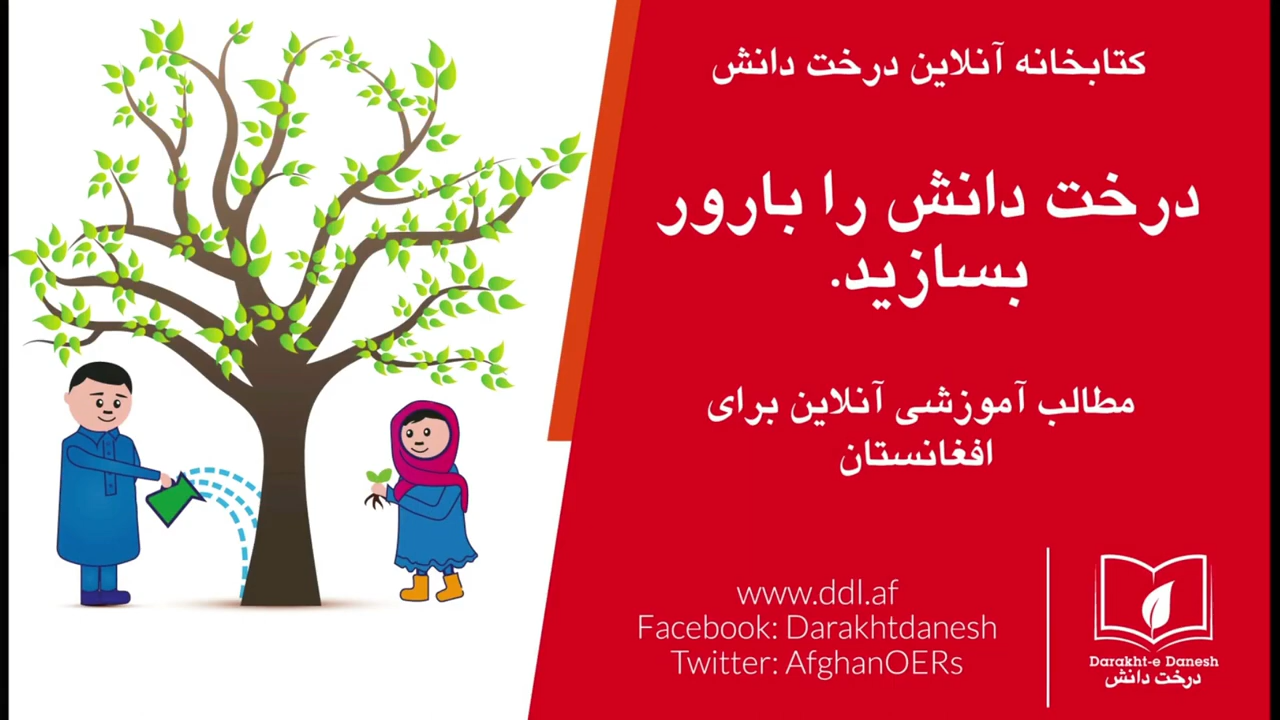 کتابخانه آنلاین درخت دانش
درخت دانش را بارور
بسازید.
مطالب آموزشی آنلاین برای
افغانستان
www.ddl.af
Facebook: Darakhtdanesh
Twitter: AfghanOERs
Darakht-e Danesh
درخت دانش